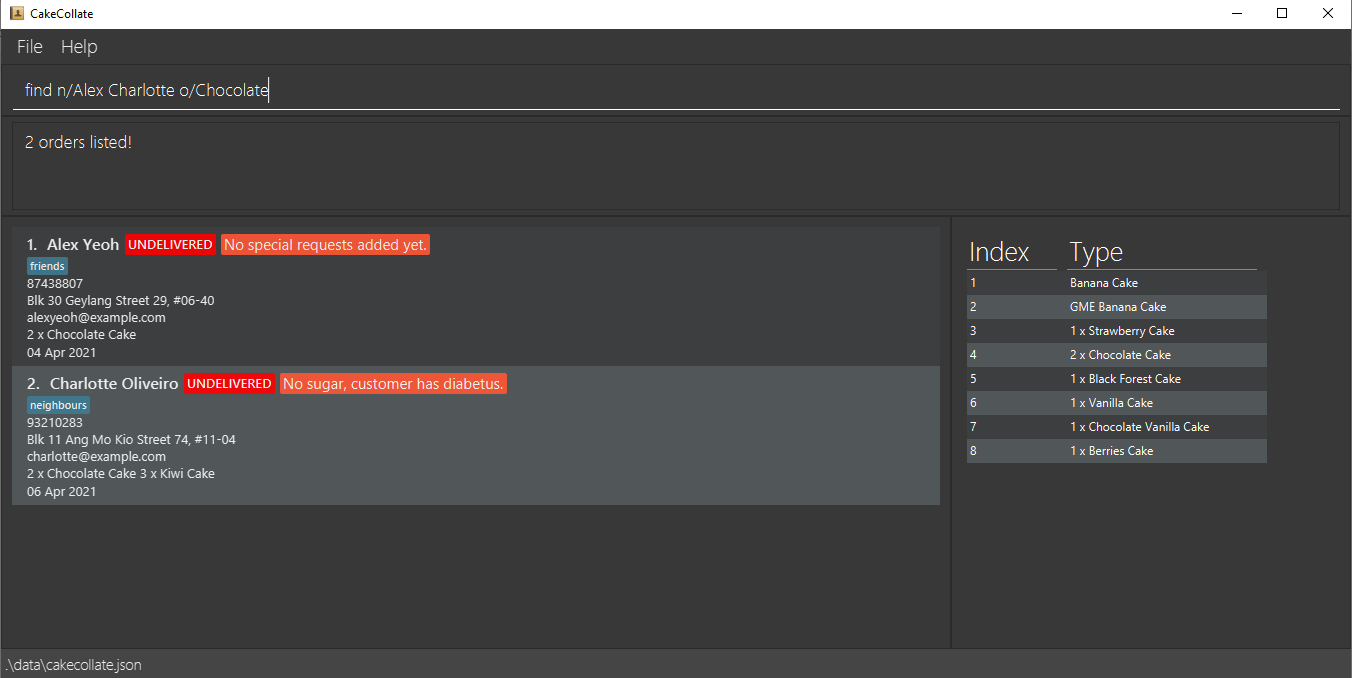 CakeCollate
File Help
find n/Alex Charlotte o/Chocolate
2 orders listed!
1. Alex Yeoh UNDELIVERED No special requests added yet.
friends
87438807
Blk 30 Geylang Street 29, #06-40
alexyeoh@example.com
2 x Chocolate Cake
04 Apr 2021
2. Charlotte Oliveiro UNDELIVERED No sugar, customer has diabetus.
neighbours
93210283
Blk 11 Ang Mo Kio Street 74, #11-04
charlotte@example.com
2 x Chocolate Cake 3 x Kiwi Cake
06 Apr 2021
Index Type
1 Banana Cake
2 GME Banana Cake
3 1 x Strawberry Cake
4 2 x Chocolate Cake
5 1 x Black Forest Cake
6 1 x Vanilla Cake
7 1 x Chocolate Vanilla Cake
8 1 x Berries Cake
.\data\cakecollate.json